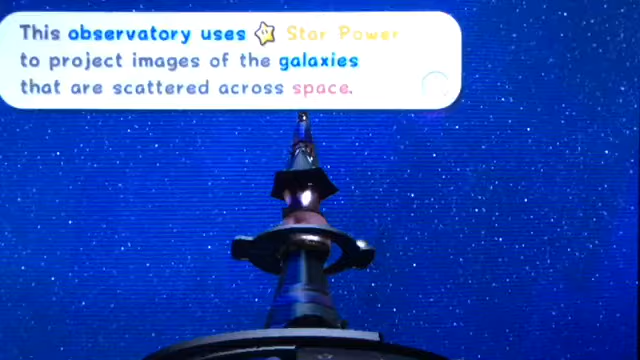 This observatory uses Star Power
to project images of the galaxies
that are scattered across space.